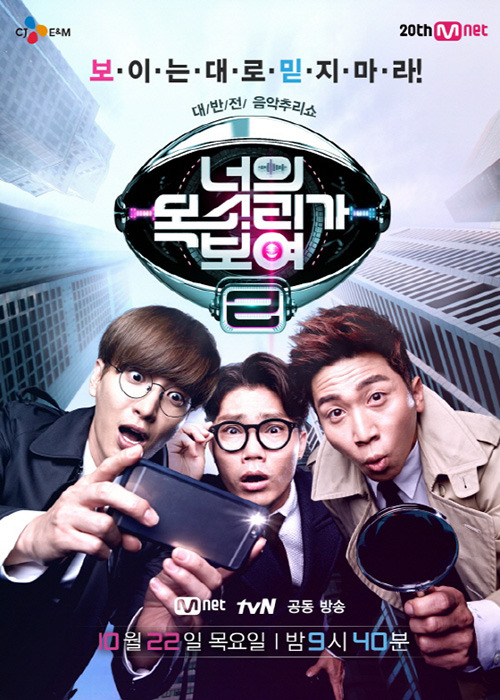 CJ E&M
20th Mnet
보·이·는·대·로·믿·지·마·라!
대/반/전/ 음악추리쇼
너의
목소리가
보여
2
Mnet tvN 공동 방송
10월 22일 목요일 | 밤 9시 40분